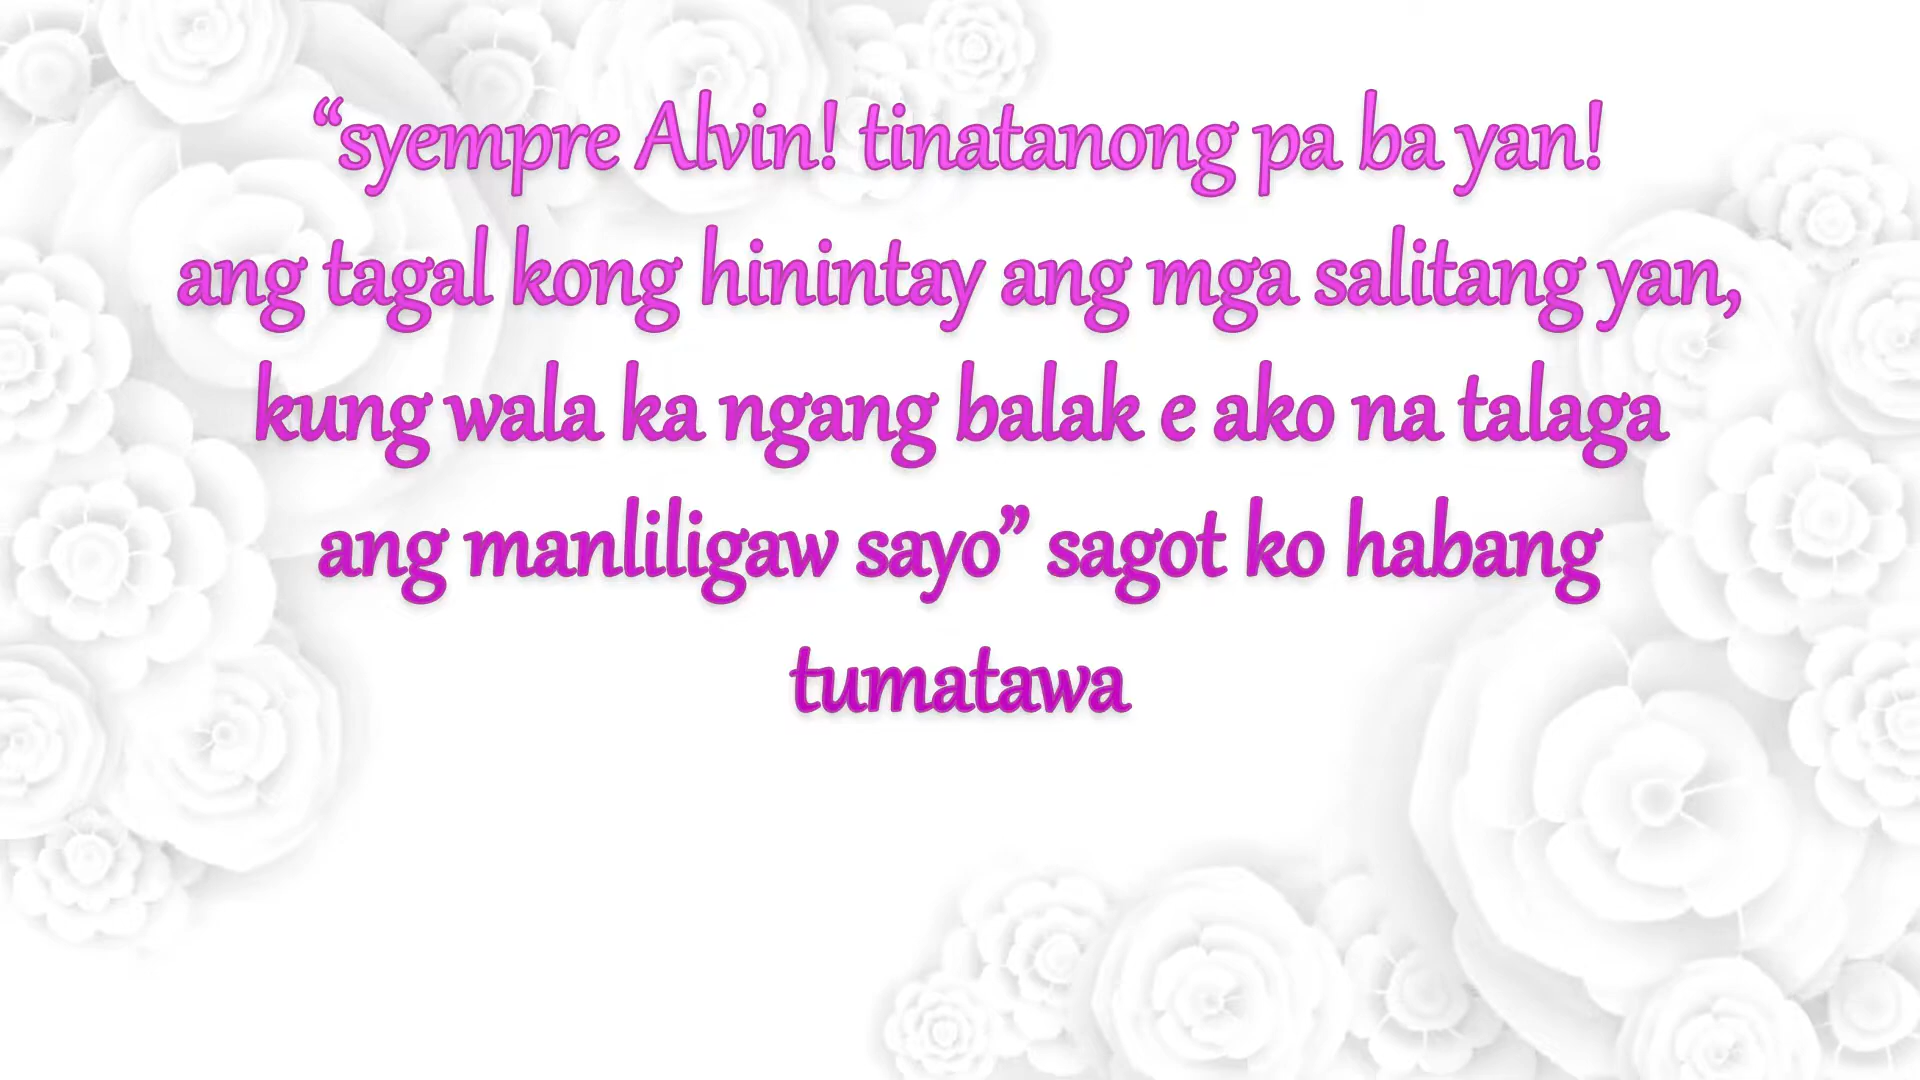 “syempre Alvin! tinatanong pa ba yan!
ang tagal kong hinintay ang mga salitang yan,
kung wala ka ngang balak e ako na talaga
ang manliligaw sayo” sagot ko habang
tumatawa